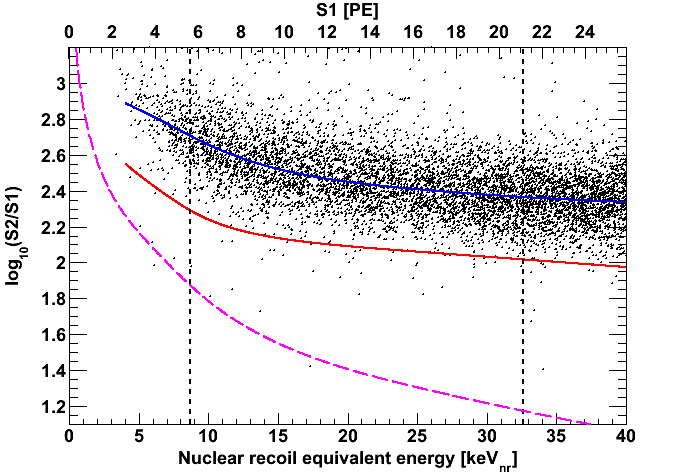 S1 [PE]
0 2 4 6 8 10 12 14 16 18 20 22 24
log10(S2/S1)
3
2.8
2.6
2.4
2.2
2
1.8
1.6
1.4
1.2
0 5 10 15 20 25 30 35 40
Nuclear recoil equivalent energy [keVnr]